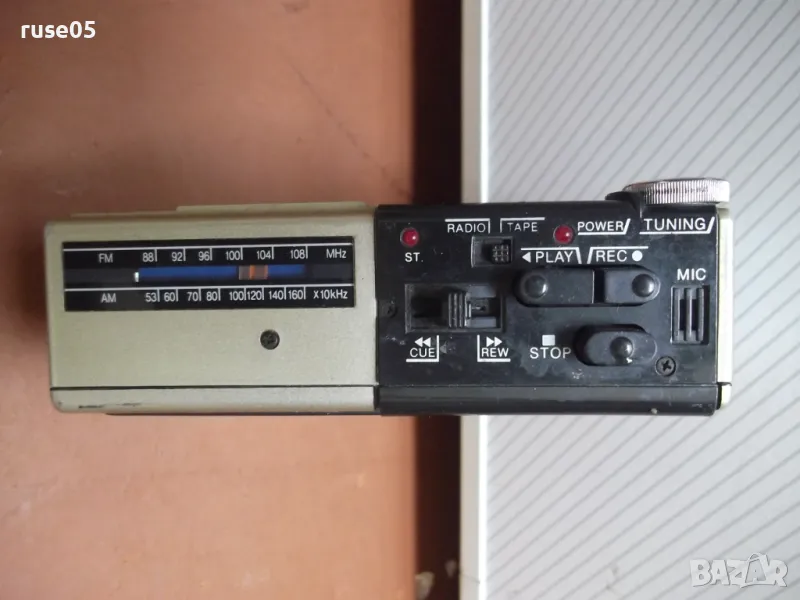 ruse05
RADIO TAPE POWER TUNING
ST.
◀ PLAY REC ●
FM 88 92 96 100 104 108 MHz
AM 53 60 70 80 100 120 140 160 X10kHz
MIC
◀◀ ▶▶
CUE REW
■
STOP
BAZAR